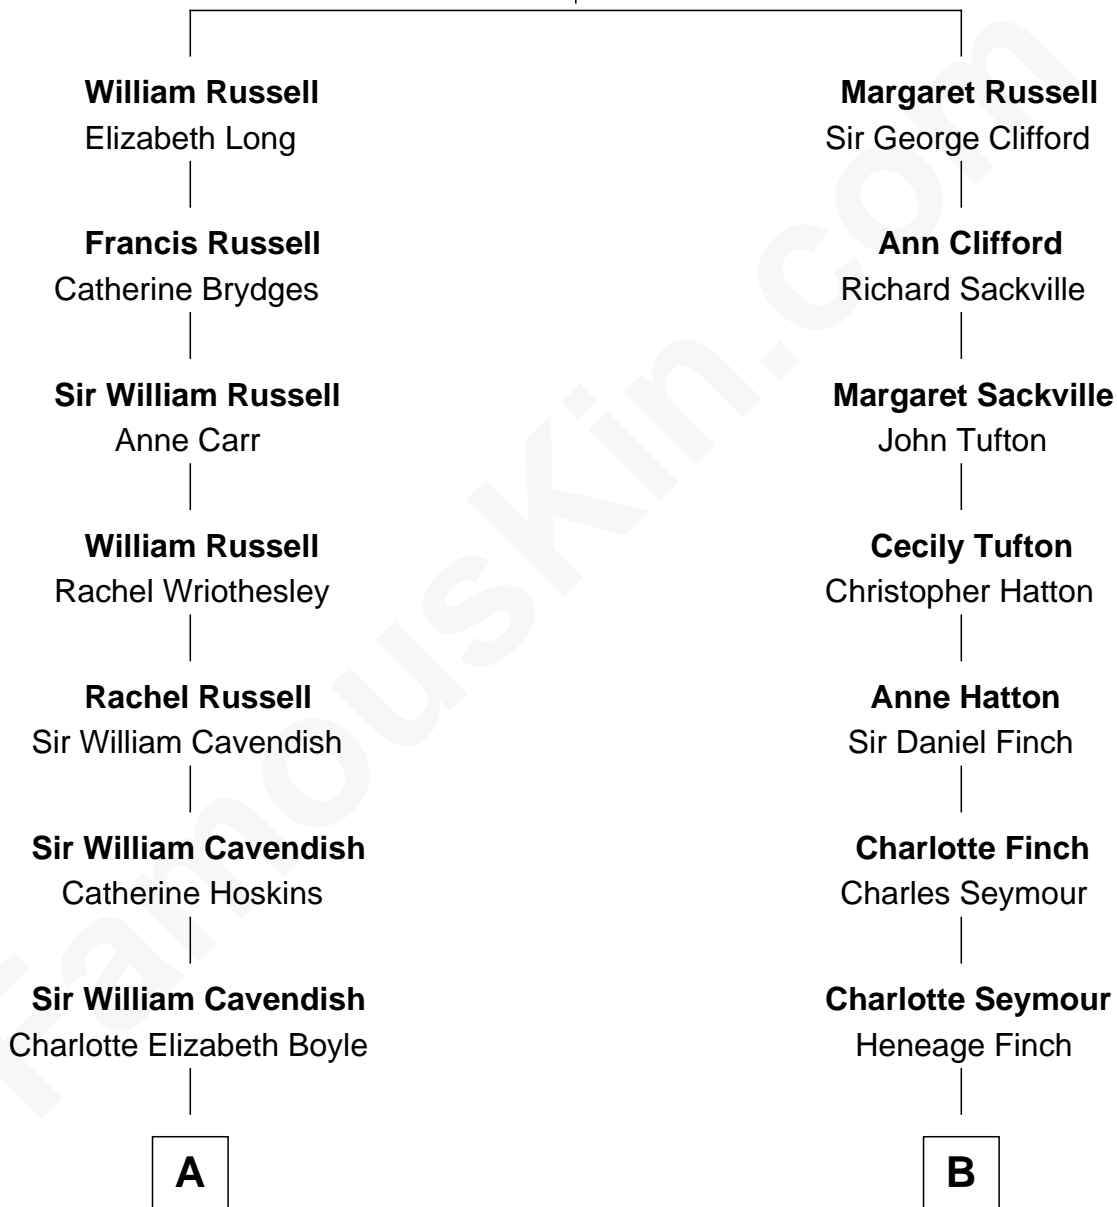 William Russell
Elizabeth Long
Francis Russell
Catherine Brydges
Sir William Russell
Anne Carr
William Russell
Rachel Wriothesley
Rachel Russell
Sir William Cavendish
Sir William Cavendish
Catherine Hoskins
Sir William Cavendish
Charlotte Elizabeth Boyle
A
Margaret Russell
Sir George Clifford
Ann Clifford
Richard Sackville
Margaret Sackville
John Tufton
Cecily Tufton
Christopher Hatton
Anne Hatton
Sir Daniel Finch
Charlotte Finch
Charles Seymour
Charlotte Seymour
Heneage Finch
B
FamousKin.com